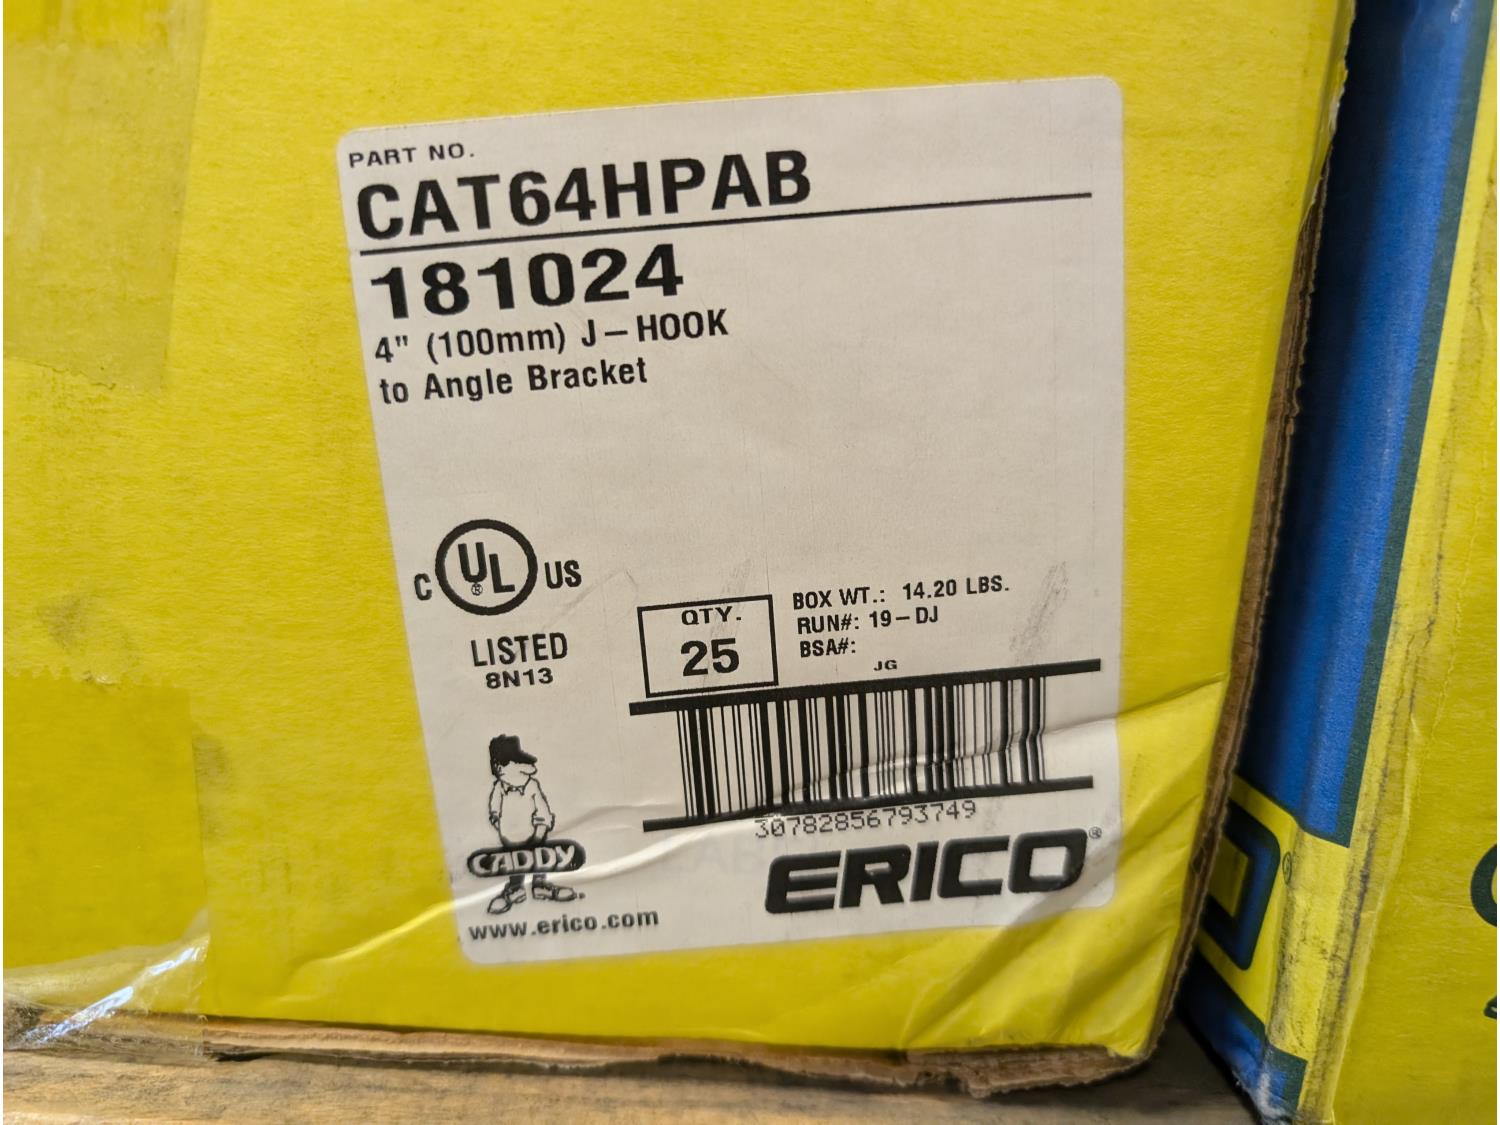 PART NO.
CAT64HPAB
181024
4" (100mm) J-HOOK
to Angle Bracket
C UL® US
LISTED
8N13
QTY.
25
BOX WT.: 14.20 LBS.
RUN#: 19-DJ
BSA#:
JG
30782856793749
CADDY
ERICO®
www.erico.com